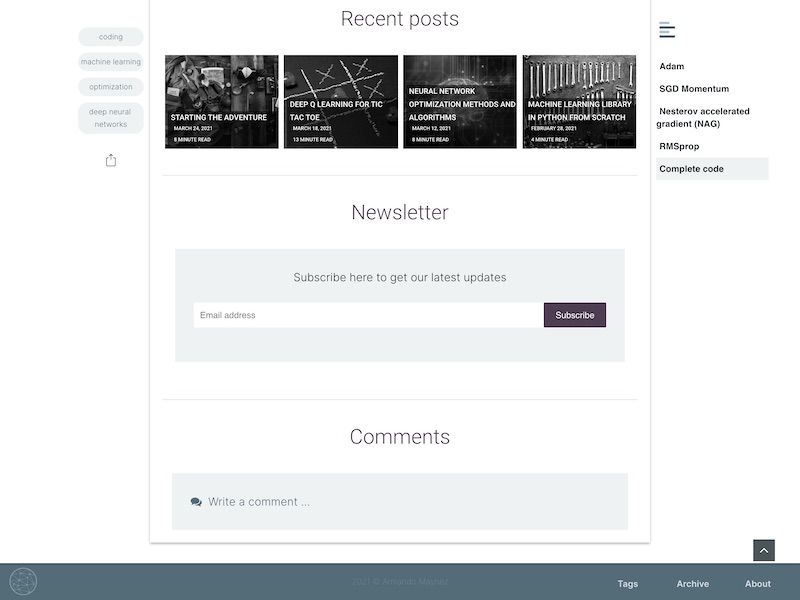 coding
machine learning
optimization
deep neural
networks
Recent posts
STARTING THE ADVENTURE
MARCH 24, 2021
8 MINUTE READ
DEEP Q LEARNING FOR TIC
TAC TOE
MARCH 18, 2021
13 MINUTE READ
NEURAL NETWORK
OPTIMIZATION METHODS AND
ALGORITHMS
MARCH 12, 2021
8 MINUTE READ
MACHINE LEARNING LIBRARY
IN PYTHON FROM SCRATCH
FEBRUARY 28, 2021
4 MINUTE READ
Newsletter
Subscribe here to get our latest updates
Email address
Subscribe
Comments
Write a comment ...
Adam
SGD Momentum
Nesterov accelerated
gradient (NAG)
RMSprop
Complete code
2021 © Armando Maynez
Tags
Archive
About